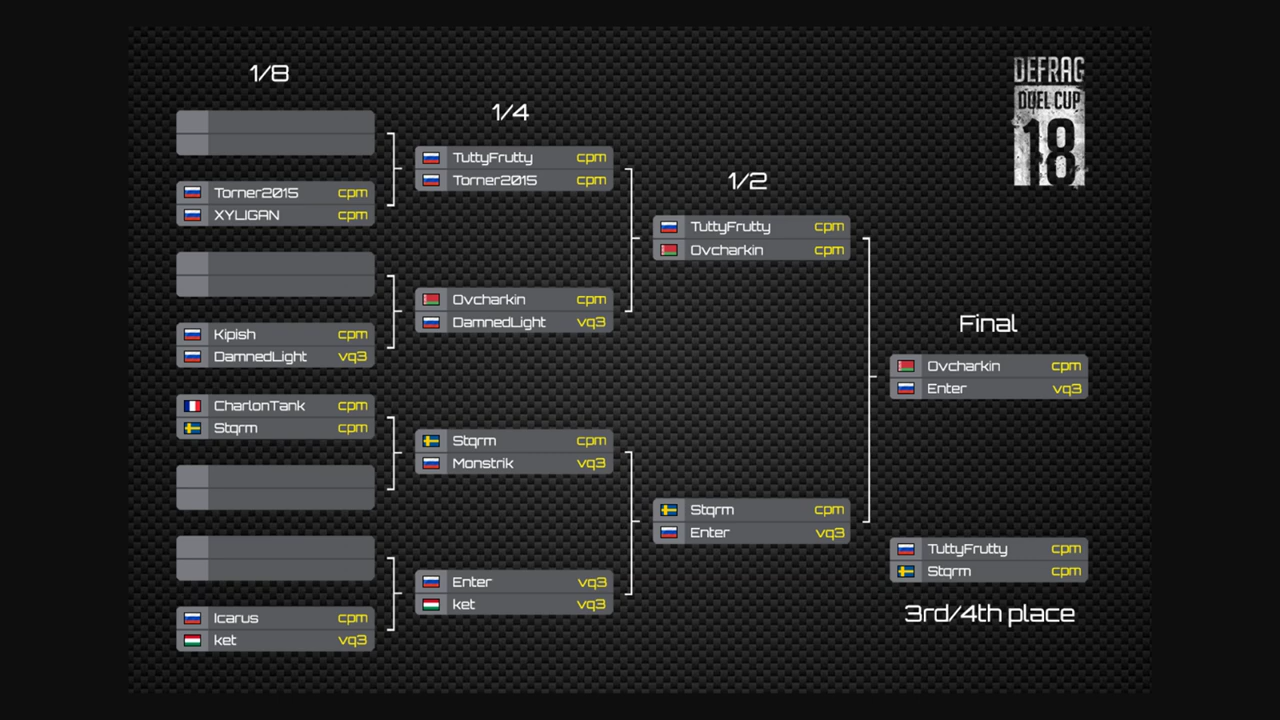 1/8
1/4
1/2
DEFRAG
DUEL CUP
18
Torner2015 cpm
XYLIGAN cpm
Kipish cpm
DamnedLight vq3
CharlonTank cpm
Stqrm cpm
Icarus cpm
ket vq3
TuttyFrutty cpm
Torner2015 cpm
Ovcharkin cpm
DamnedLight vq3
Stqrm cpm
Monstrik vq3
Enter vq3
ket vq3
TuttyFrutty cpm
Ovcharkin cpm
Stqrm cpm
Enter vq3
Final
Ovcharkin cpm
Enter vq3
TuttyFrutty cpm
Stqrm cpm
3rd/4th place